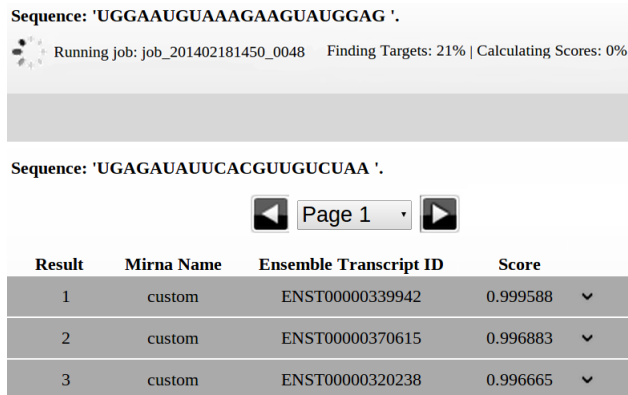 Sequence: 'UGGAAUGUAAAGAAGUAUGGAG '.
Running job: job_201402181450_0048 Finding Targets: 21% | Calculating Scores: 0%
Sequence: 'UGAGAUAUUCACGUUGUCUAA '.
Page 1
Result Mirna Name Ensemble Transcript ID Score
1 custom ENST00000339942 0.999588
2 custom ENST00000370615 0.996883
3 custom ENST00000320238 0.996665